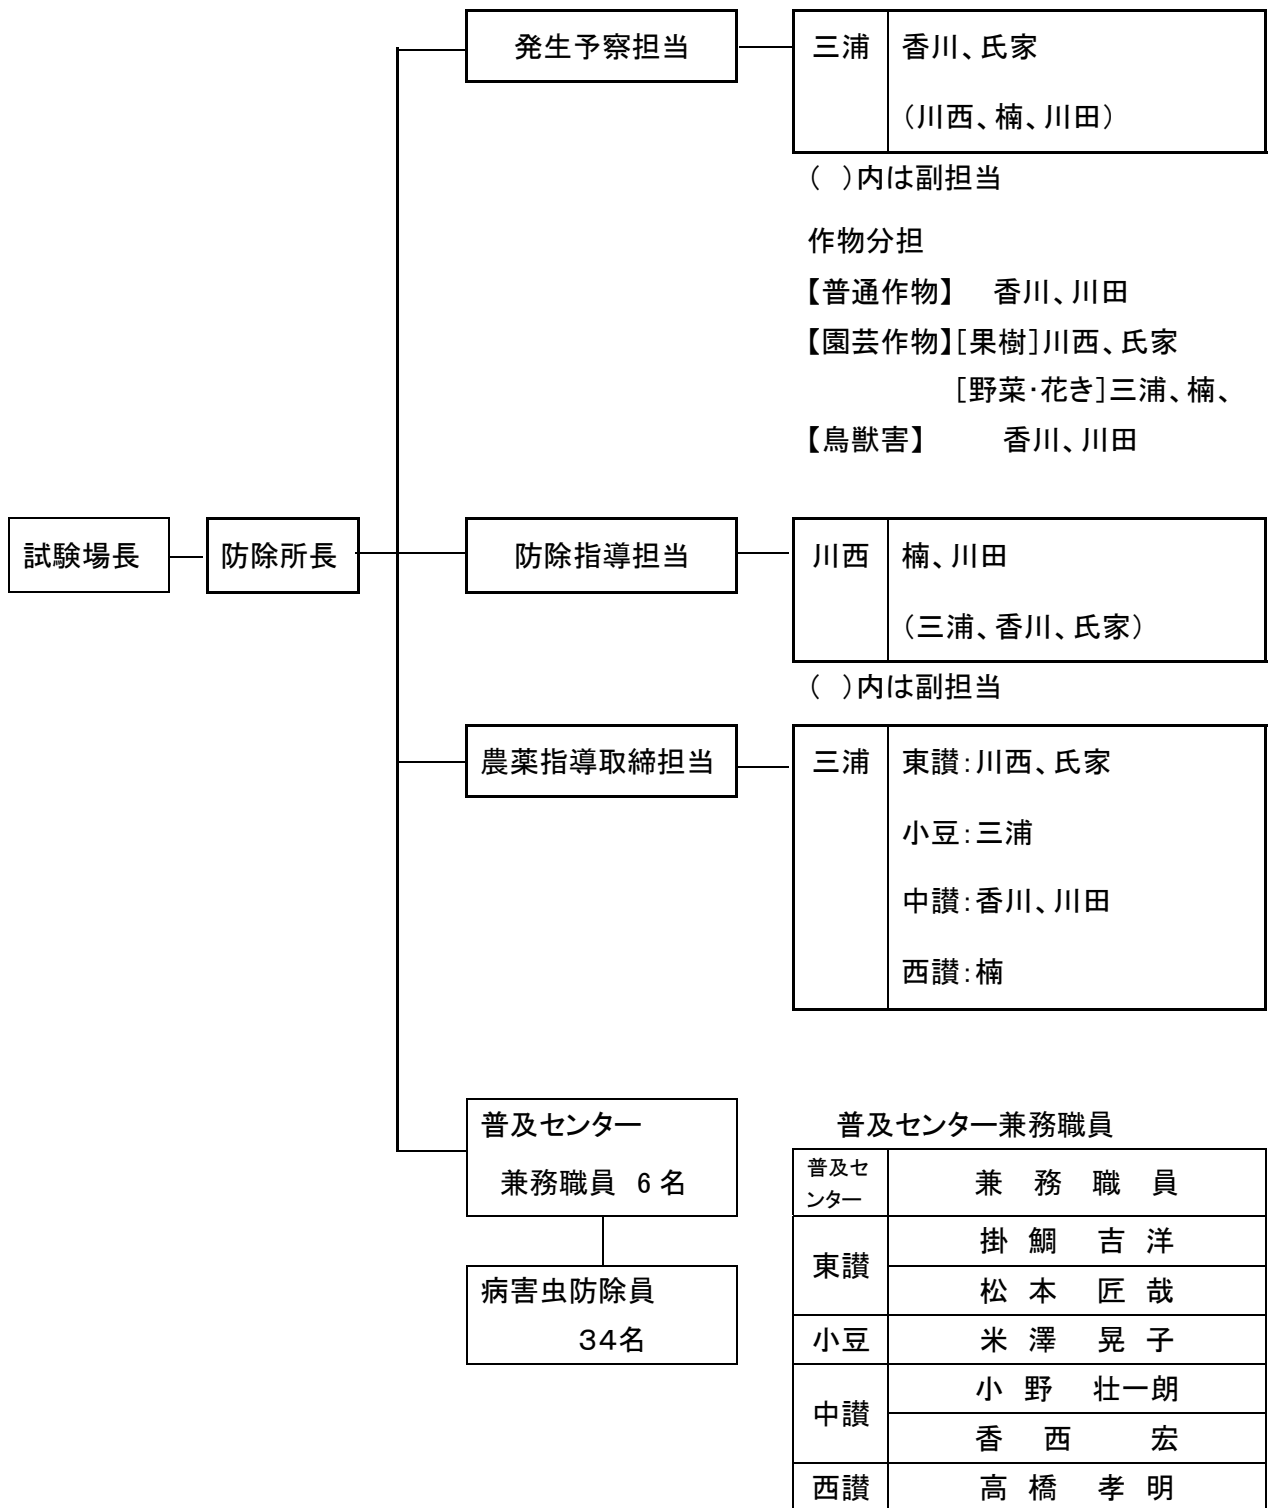 発生予察担当
三浦 香川、氏家
(川西、楠、川田)
( )内は副担当
作物分担
【普通作物】 香川、川田
【園芸作物】[果樹]川西、氏家
[野菜・花き]三浦、楠、
【鳥獣害】 香川、川田
試験場長
防除所長
防除指導担当
川西 楠、川田
(三浦、香川、氏家)
( )内は副担当
農薬指導取締担当
三浦 東讃:川西、氏家
小豆:三浦
中讃:香川、川田
西讃:楠
普及センター
兼務職員 6名
病害虫防除員
34名
普及センター兼務職員
普及セ
ンター
兼 務 職 員
東讃
掛 鯛 吉 洋
松 本 匠 哉
小豆 米 澤 晃 子
中讃
小 野 壮一朗
香 西 宏
西讃 高 橋 孝 明